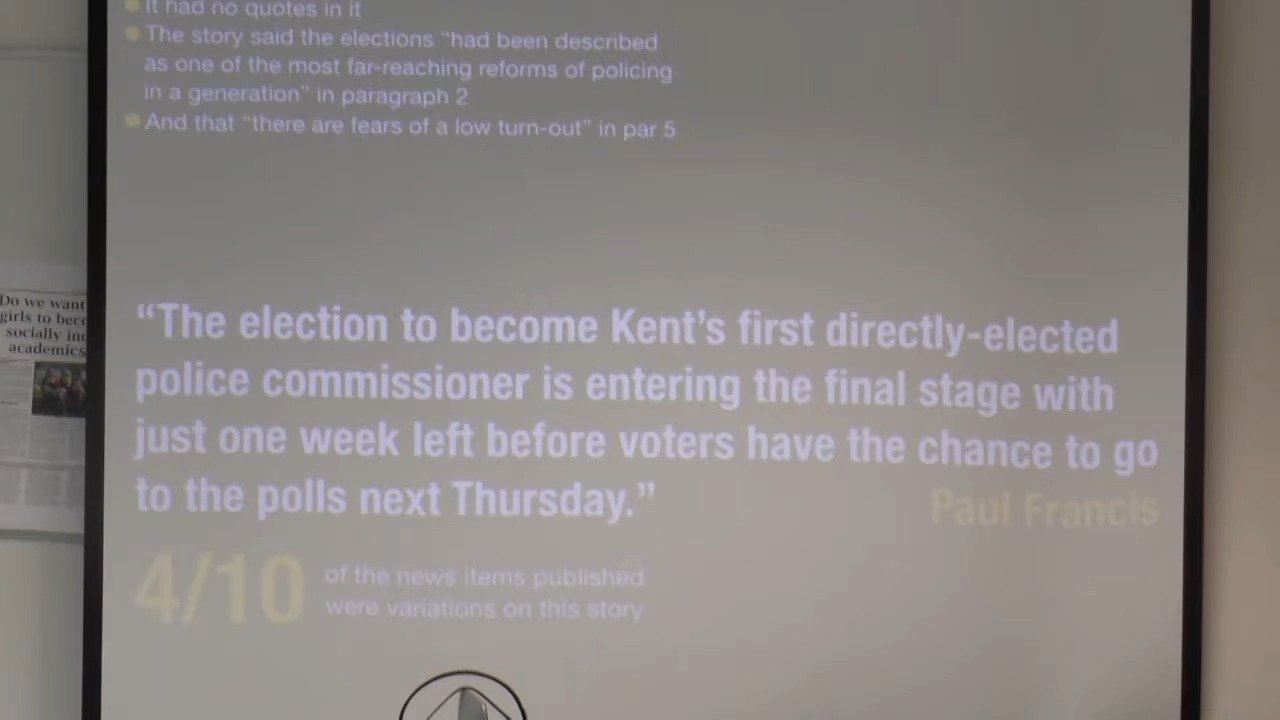 It had no quotes in it
The story said the elections "had been described
as one of the most far-reaching reforms of policing
in a generation" in paragraph 2
And that "there are fears of a low turn-out" in par 5
Do we want
girls to bec
socially in
academics
“The election to become Kent’s first directly-elected
police commissioner is entering the final stage with
just one week left before voters have the chance to go
to the polls next Thursday.”
Paul Francis
4/10
of the news items published
were variations on this story